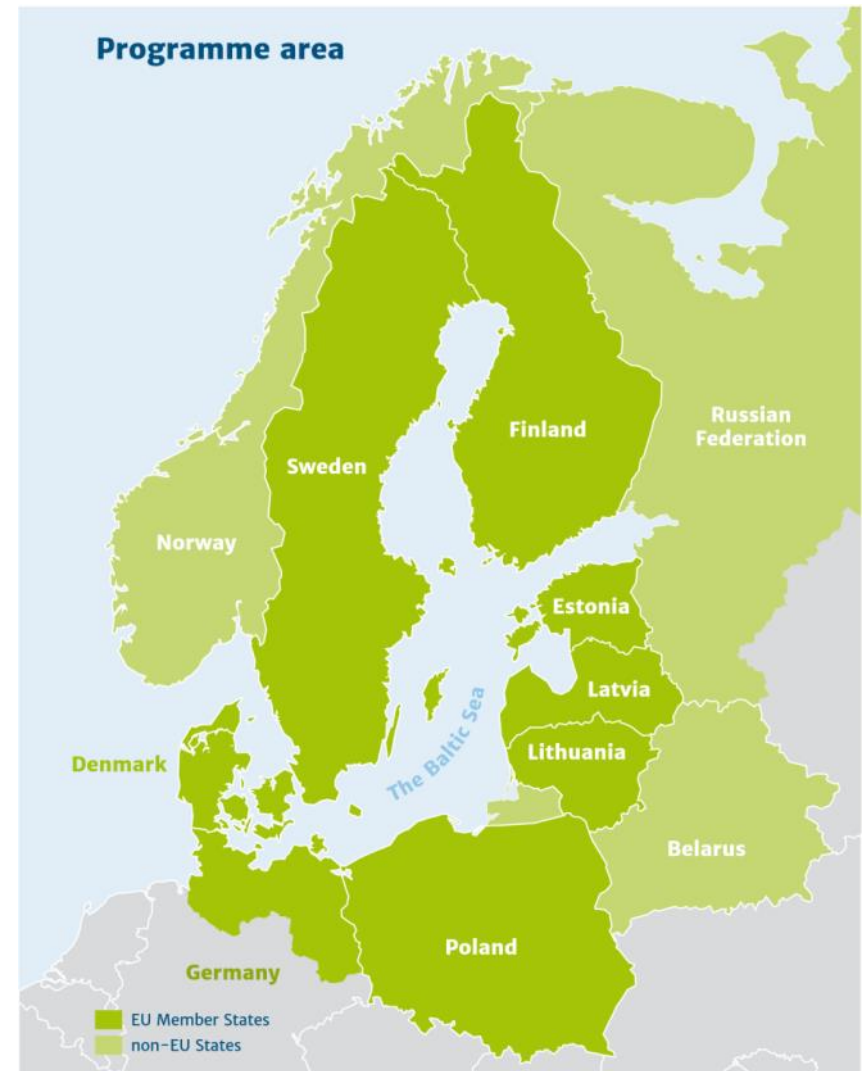 Programme area
Finland
Russian
Federation
Sweden
Norway
Estonia
Latvia
Denmark
Lithuania
The Baltic Sea
Belarus
Poland
Germany
EU Member States
non-EU States